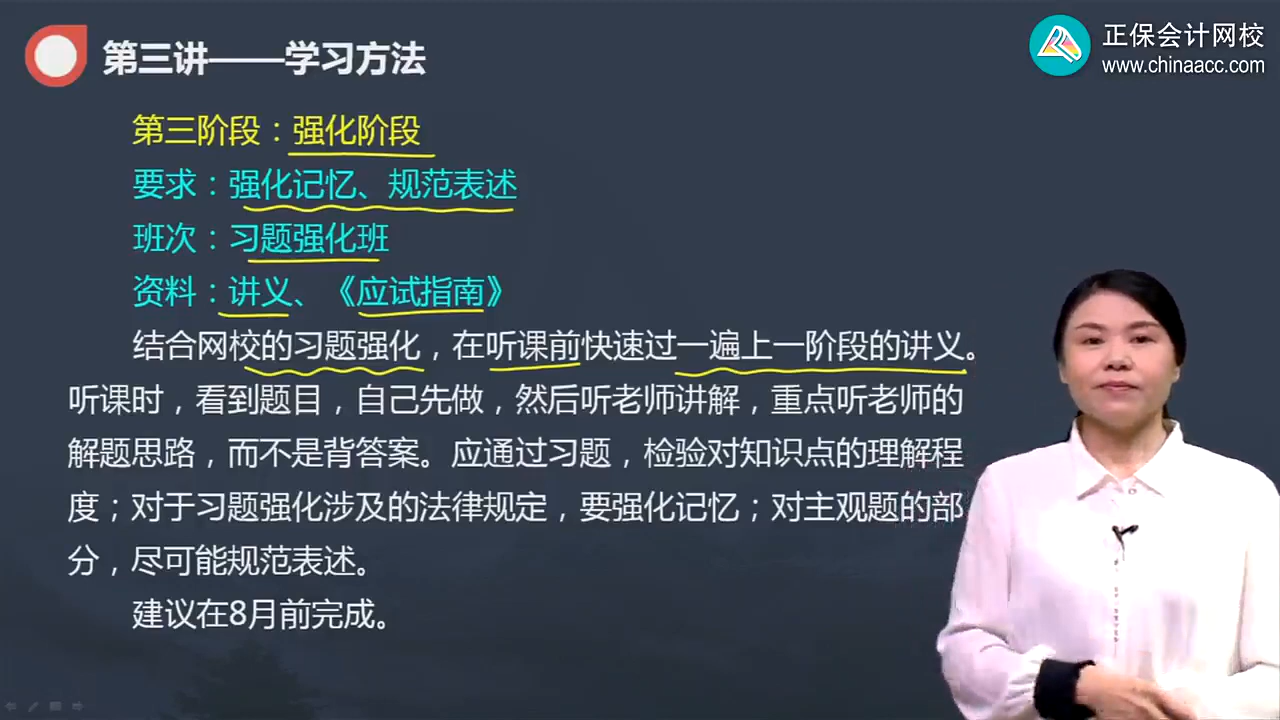 第三讲——学习方法
正保会计网校
www.chinaacc.com
第三阶段：强化阶段
要求：强化记忆、规范表述
班次：习题强化班
资料：讲义、《应试指南》
结合网校的习题强化，在听课前快速过一遍上一阶段的讲义。
听课时，看到题目，自己先做，然后听老师讲解，重点听老师的
解题思路，而不是背答案。应通过习题，检验对知识点的理解程
度；对于习题强化涉及的法律规定，要强化记忆；对主观题的部
分，尽可能规范表述。
建议在8月前完成。